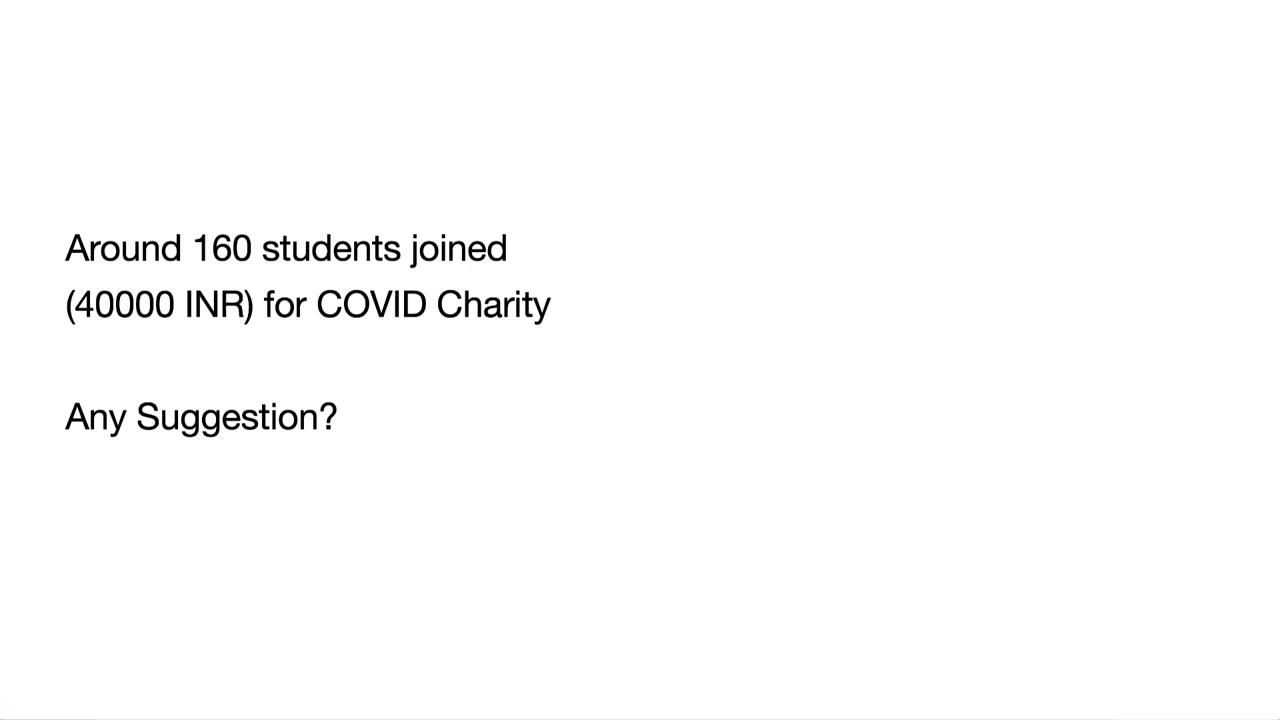 Around 160 students joined
(40000 INR) for COVID Charity
Any Suggestion?